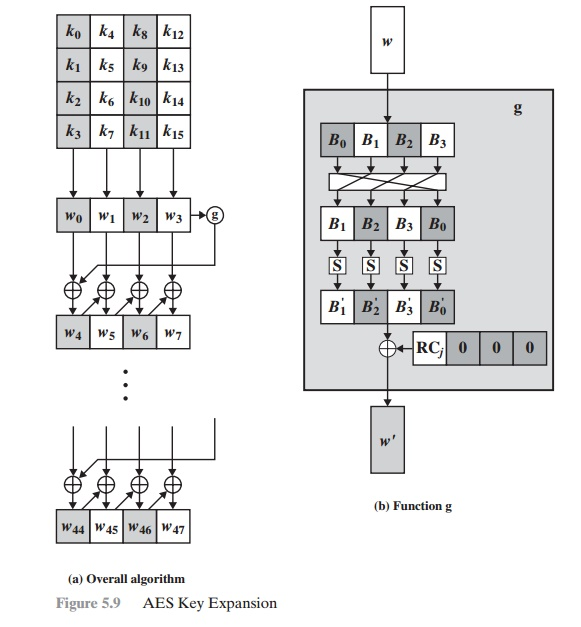 k0 k4 k8 k12
k1 k5 k9 k13
k2 k6 k10 k14
k3 k7 k11 k15
w0 w1 w2 w3 g
w4 w5 w6 w7
w44 w45 w46 w47
(a) Overall algorithm
w
g
B0 B1 B2 B3
B1 B2 B3 B0
S S S S
B'1 B'2 B'3 B'0
RCj 0 0 0
w'
(b) Function g
Figure 5.9 AES Key Expansion